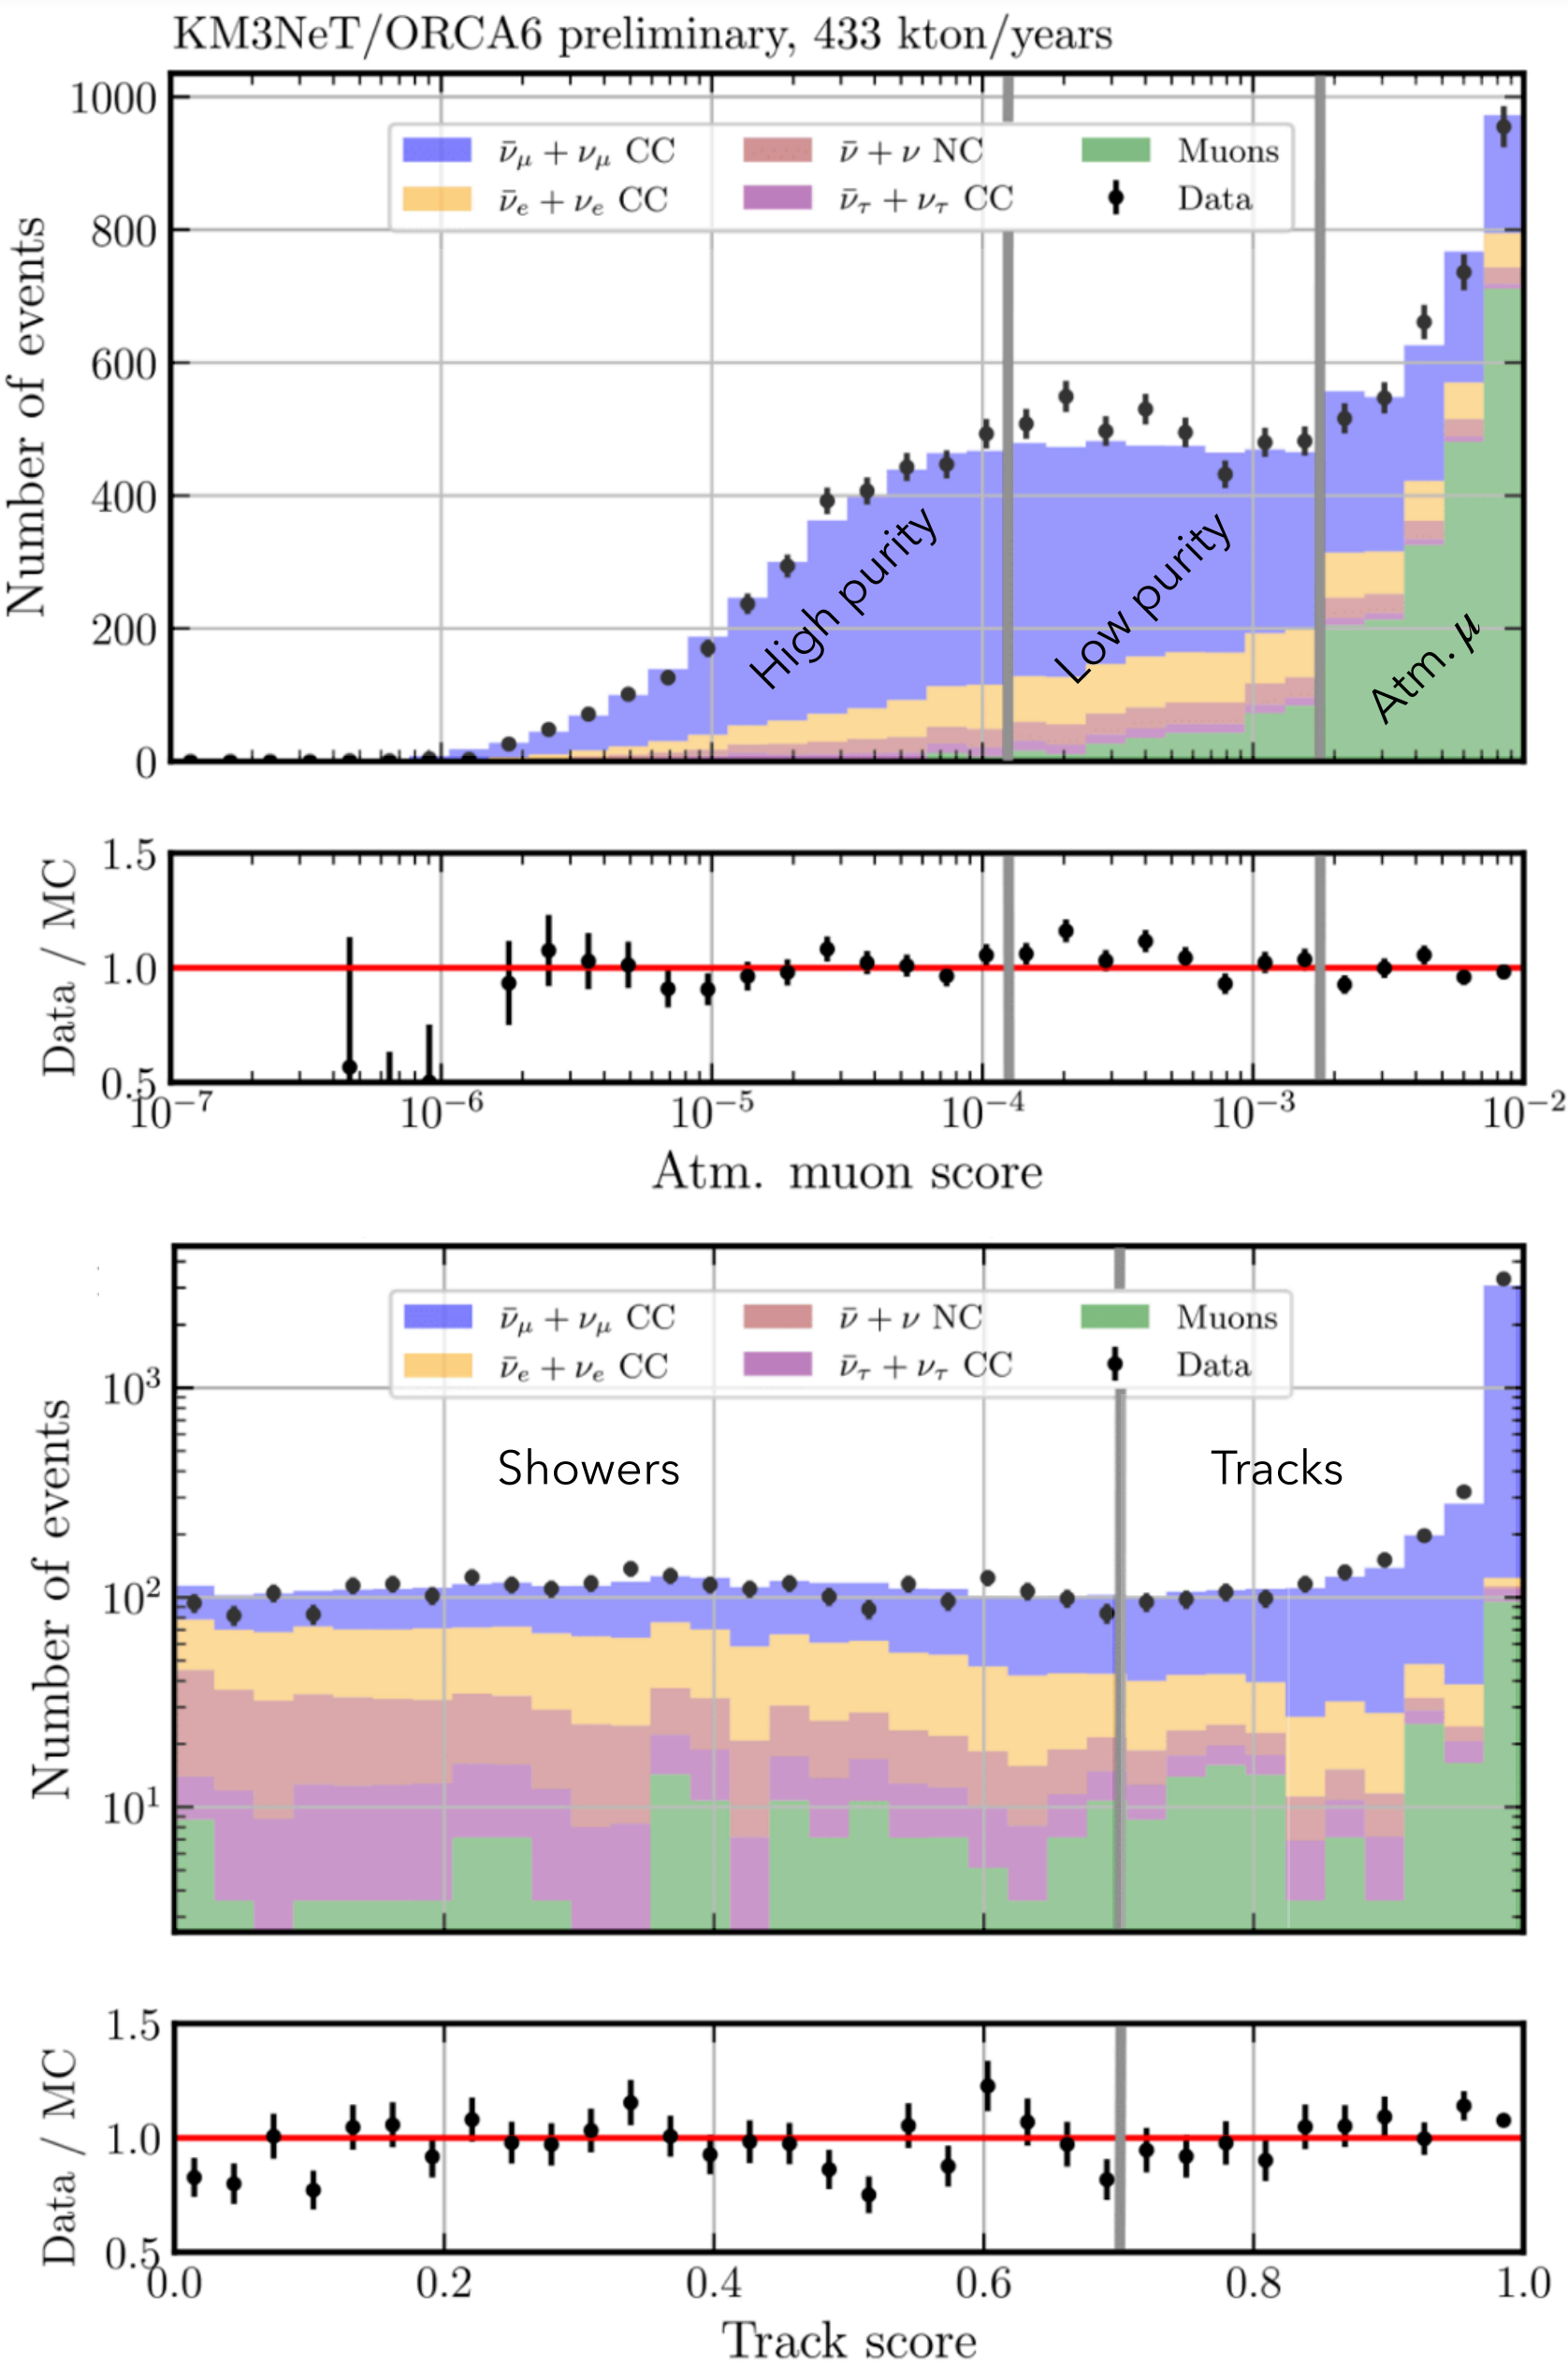 KM3NeT/ORCA6 preliminary, 433 kton/years
1000
800
600
400
200
0
Number of events
ν̄μ + νμ CC
ν̄e + νe CC
ν̄ + ν NC
ν̄τ + ντ CC
Muons
Data
High purity
Low purity
Atm. μ
1.5
1.0
0.5
Data / MC
10⁻⁷ 10⁻⁶ 10⁻⁵ 10⁻⁴ 10⁻³ 10⁻²
Atm. muon score
ν̄μ + νμ CC
ν̄e + νe CC
ν̄ + ν NC
ν̄τ + ντ CC
Muons
Data
10³
10²
10¹
Number of events
Showers
Tracks
1.5
1.0
0.5
Data / MC
0.0 0.2 0.4 0.6 0.8 1.0
Track score